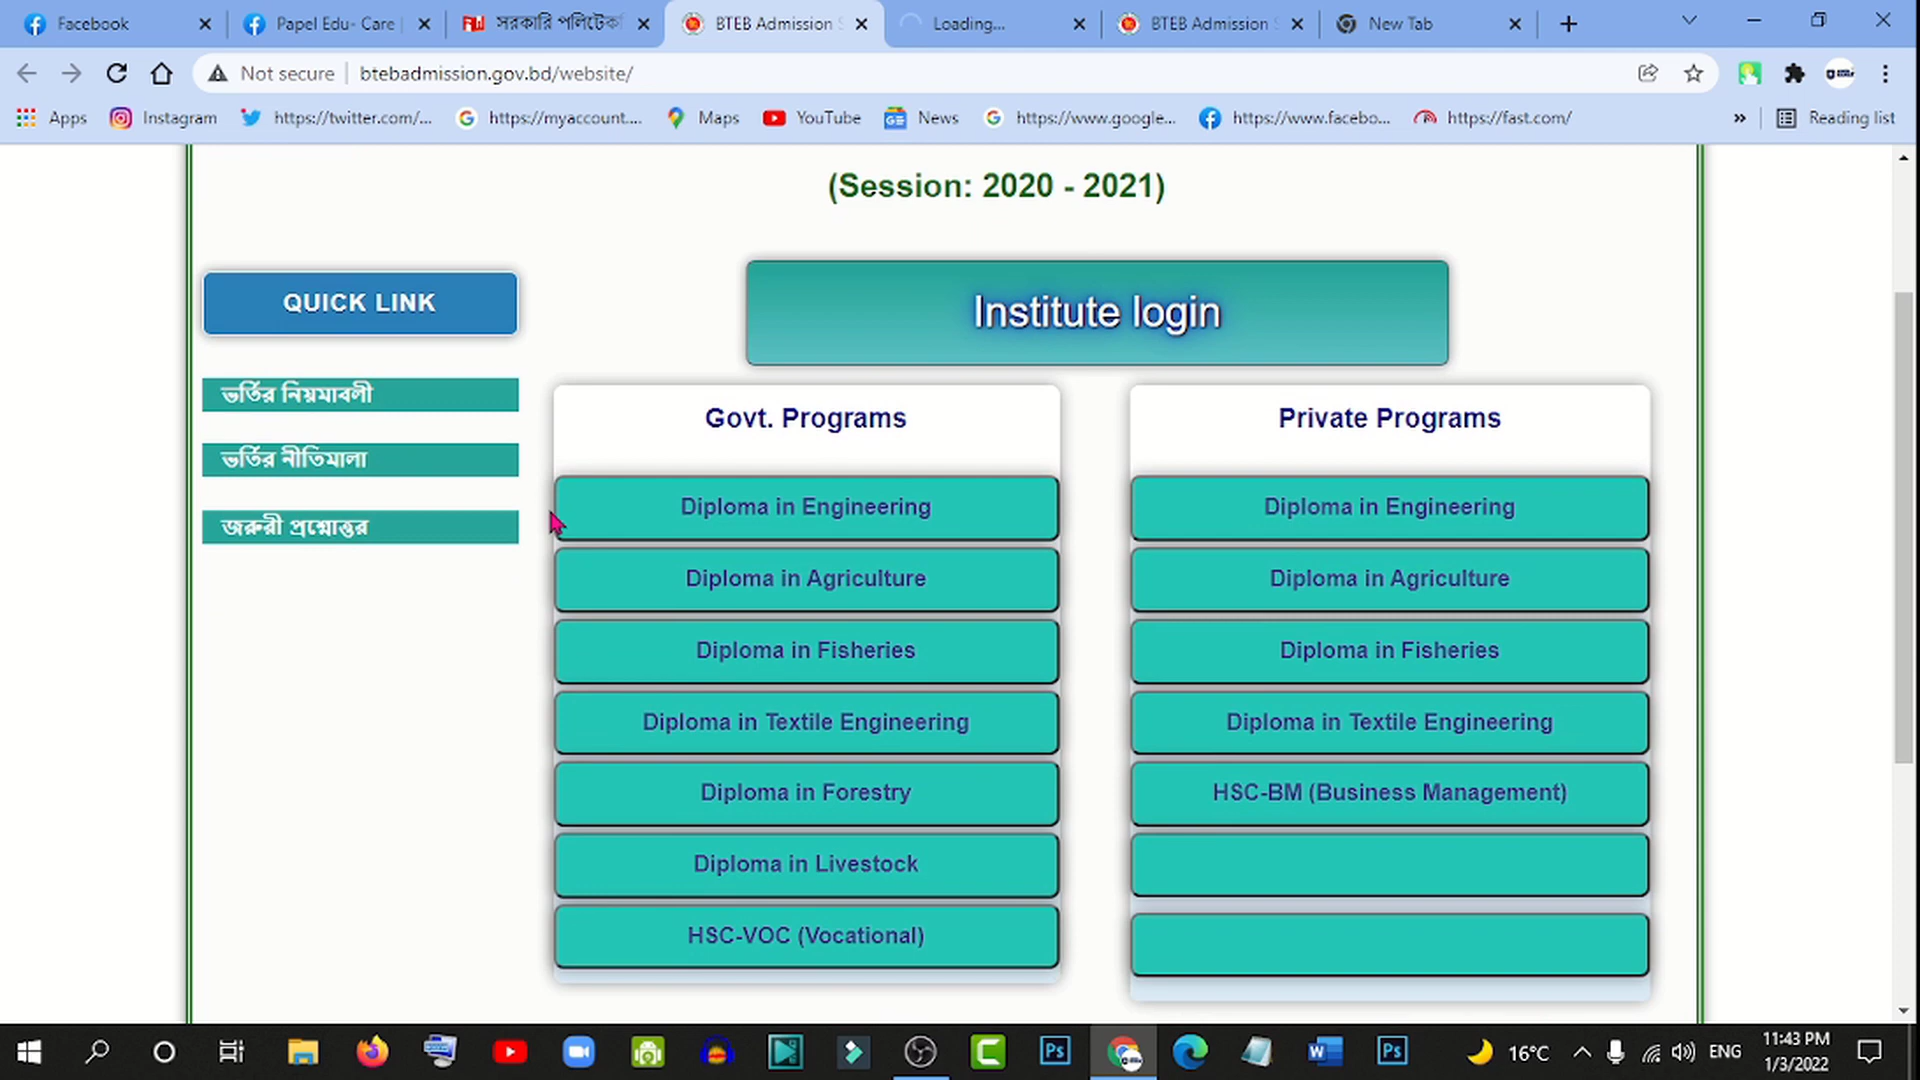 Facebook
Papel Edu- Care
সরকারি পলিটেক
BTEB Admission S
Loading...
BTEB Admission S
New Tab
Not secure
btebadmission.gov.bd/website/
Apps
Instagram
https://twitter.com/...
https://myaccount....
Maps
YouTube
News
https://www.google...
https://www.facebo...
https://fast.com/
»
Reading list
(Session: 2020 - 2021)
QUICK LINK
Institute login
ভর্তির নিয়মাবলী
ভর্তির নীতিমালা
জরুরী প্রশ্নোত্তর
Govt. Programs
Diploma in Engineering
Diploma in Agriculture
Diploma in Fisheries
Diploma in Textile Engineering
Diploma in Forestry
Diploma in Livestock
HSC-VOC (Vocational)
Private Programs
Diploma in Engineering
Diploma in Agriculture
Diploma in Fisheries
Diploma in Textile Engineering
HSC-BM (Business Management)
Ps
Ps
16°C
ENG
11:43 PM
1/3/2022